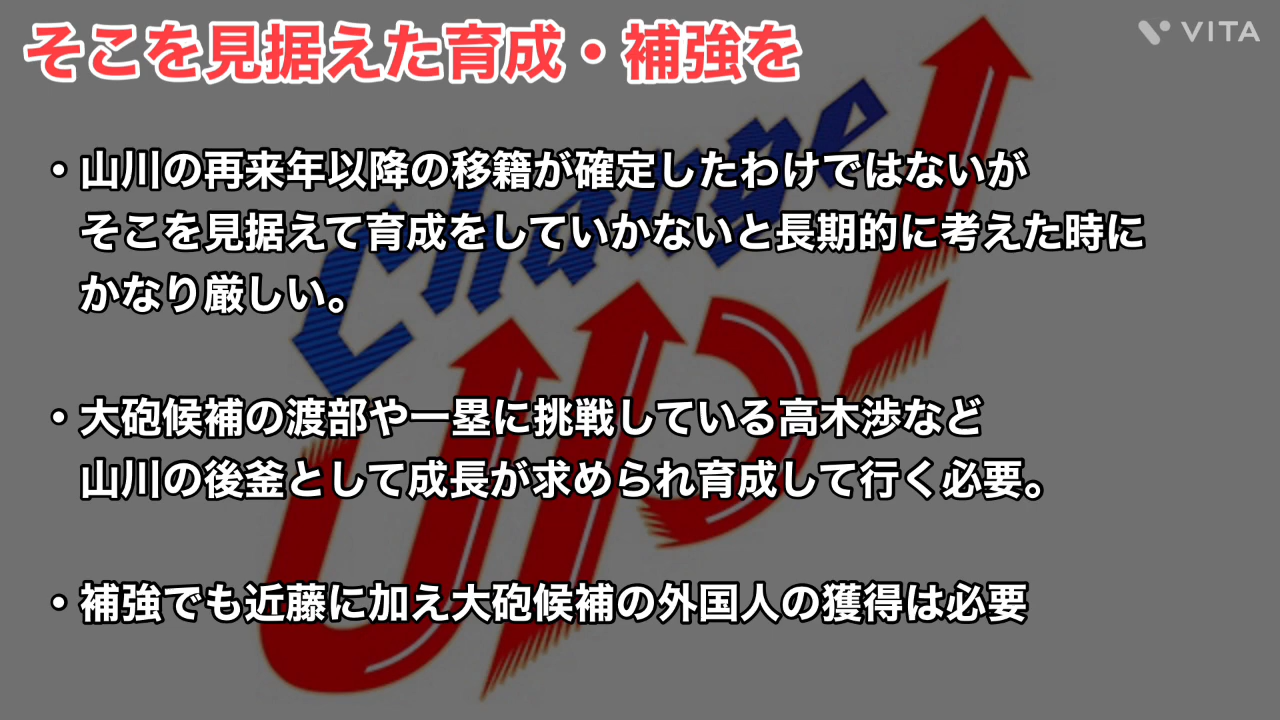 そこを見据えた育成・補強を
VITA
・山川の再来年以降の移籍が確定したわけではないが
そこを見据えて育成をしていかないと長期的に考えた時に
かなり厳しい。
・大砲候補の渡部や一塁に挑戦している高木渉など
山川の後釜として成長が求められ育成して行く必要。
・補強でも近藤に加え大砲候補の外国人の獲得は必要
Change
UP!